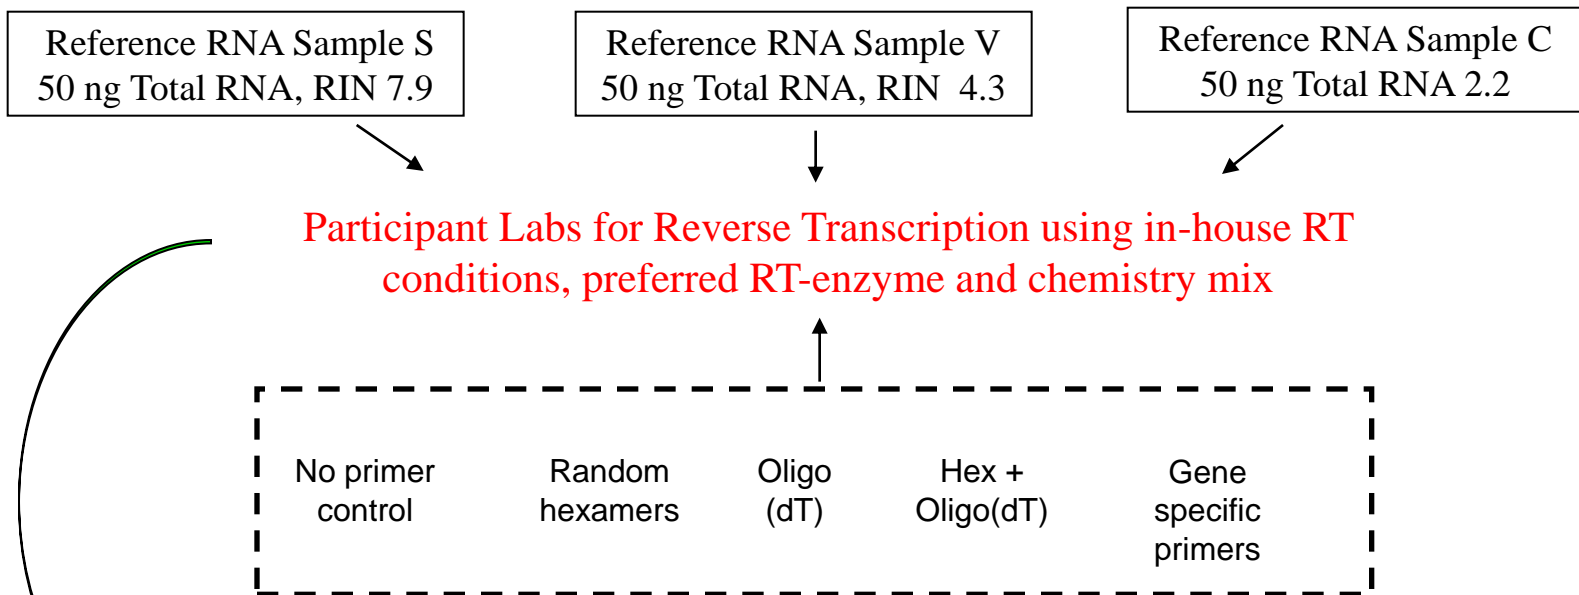 Reference RNA Sample S
50 ng Total RNA, RIN 7.9
Reference RNA Sample V
50 ng Total RNA, RIN  4.3
Reference RNA Sample C
50 ng Total RNA 2.2
Participant Labs for Reverse Transcription using in-house RT
conditions, preferred RT-enzyme and chemistry mix
No primer
control
Random
hexamers
Oligo
(dT)
Hex +
Oligo(dT)
Gene
specific
primers